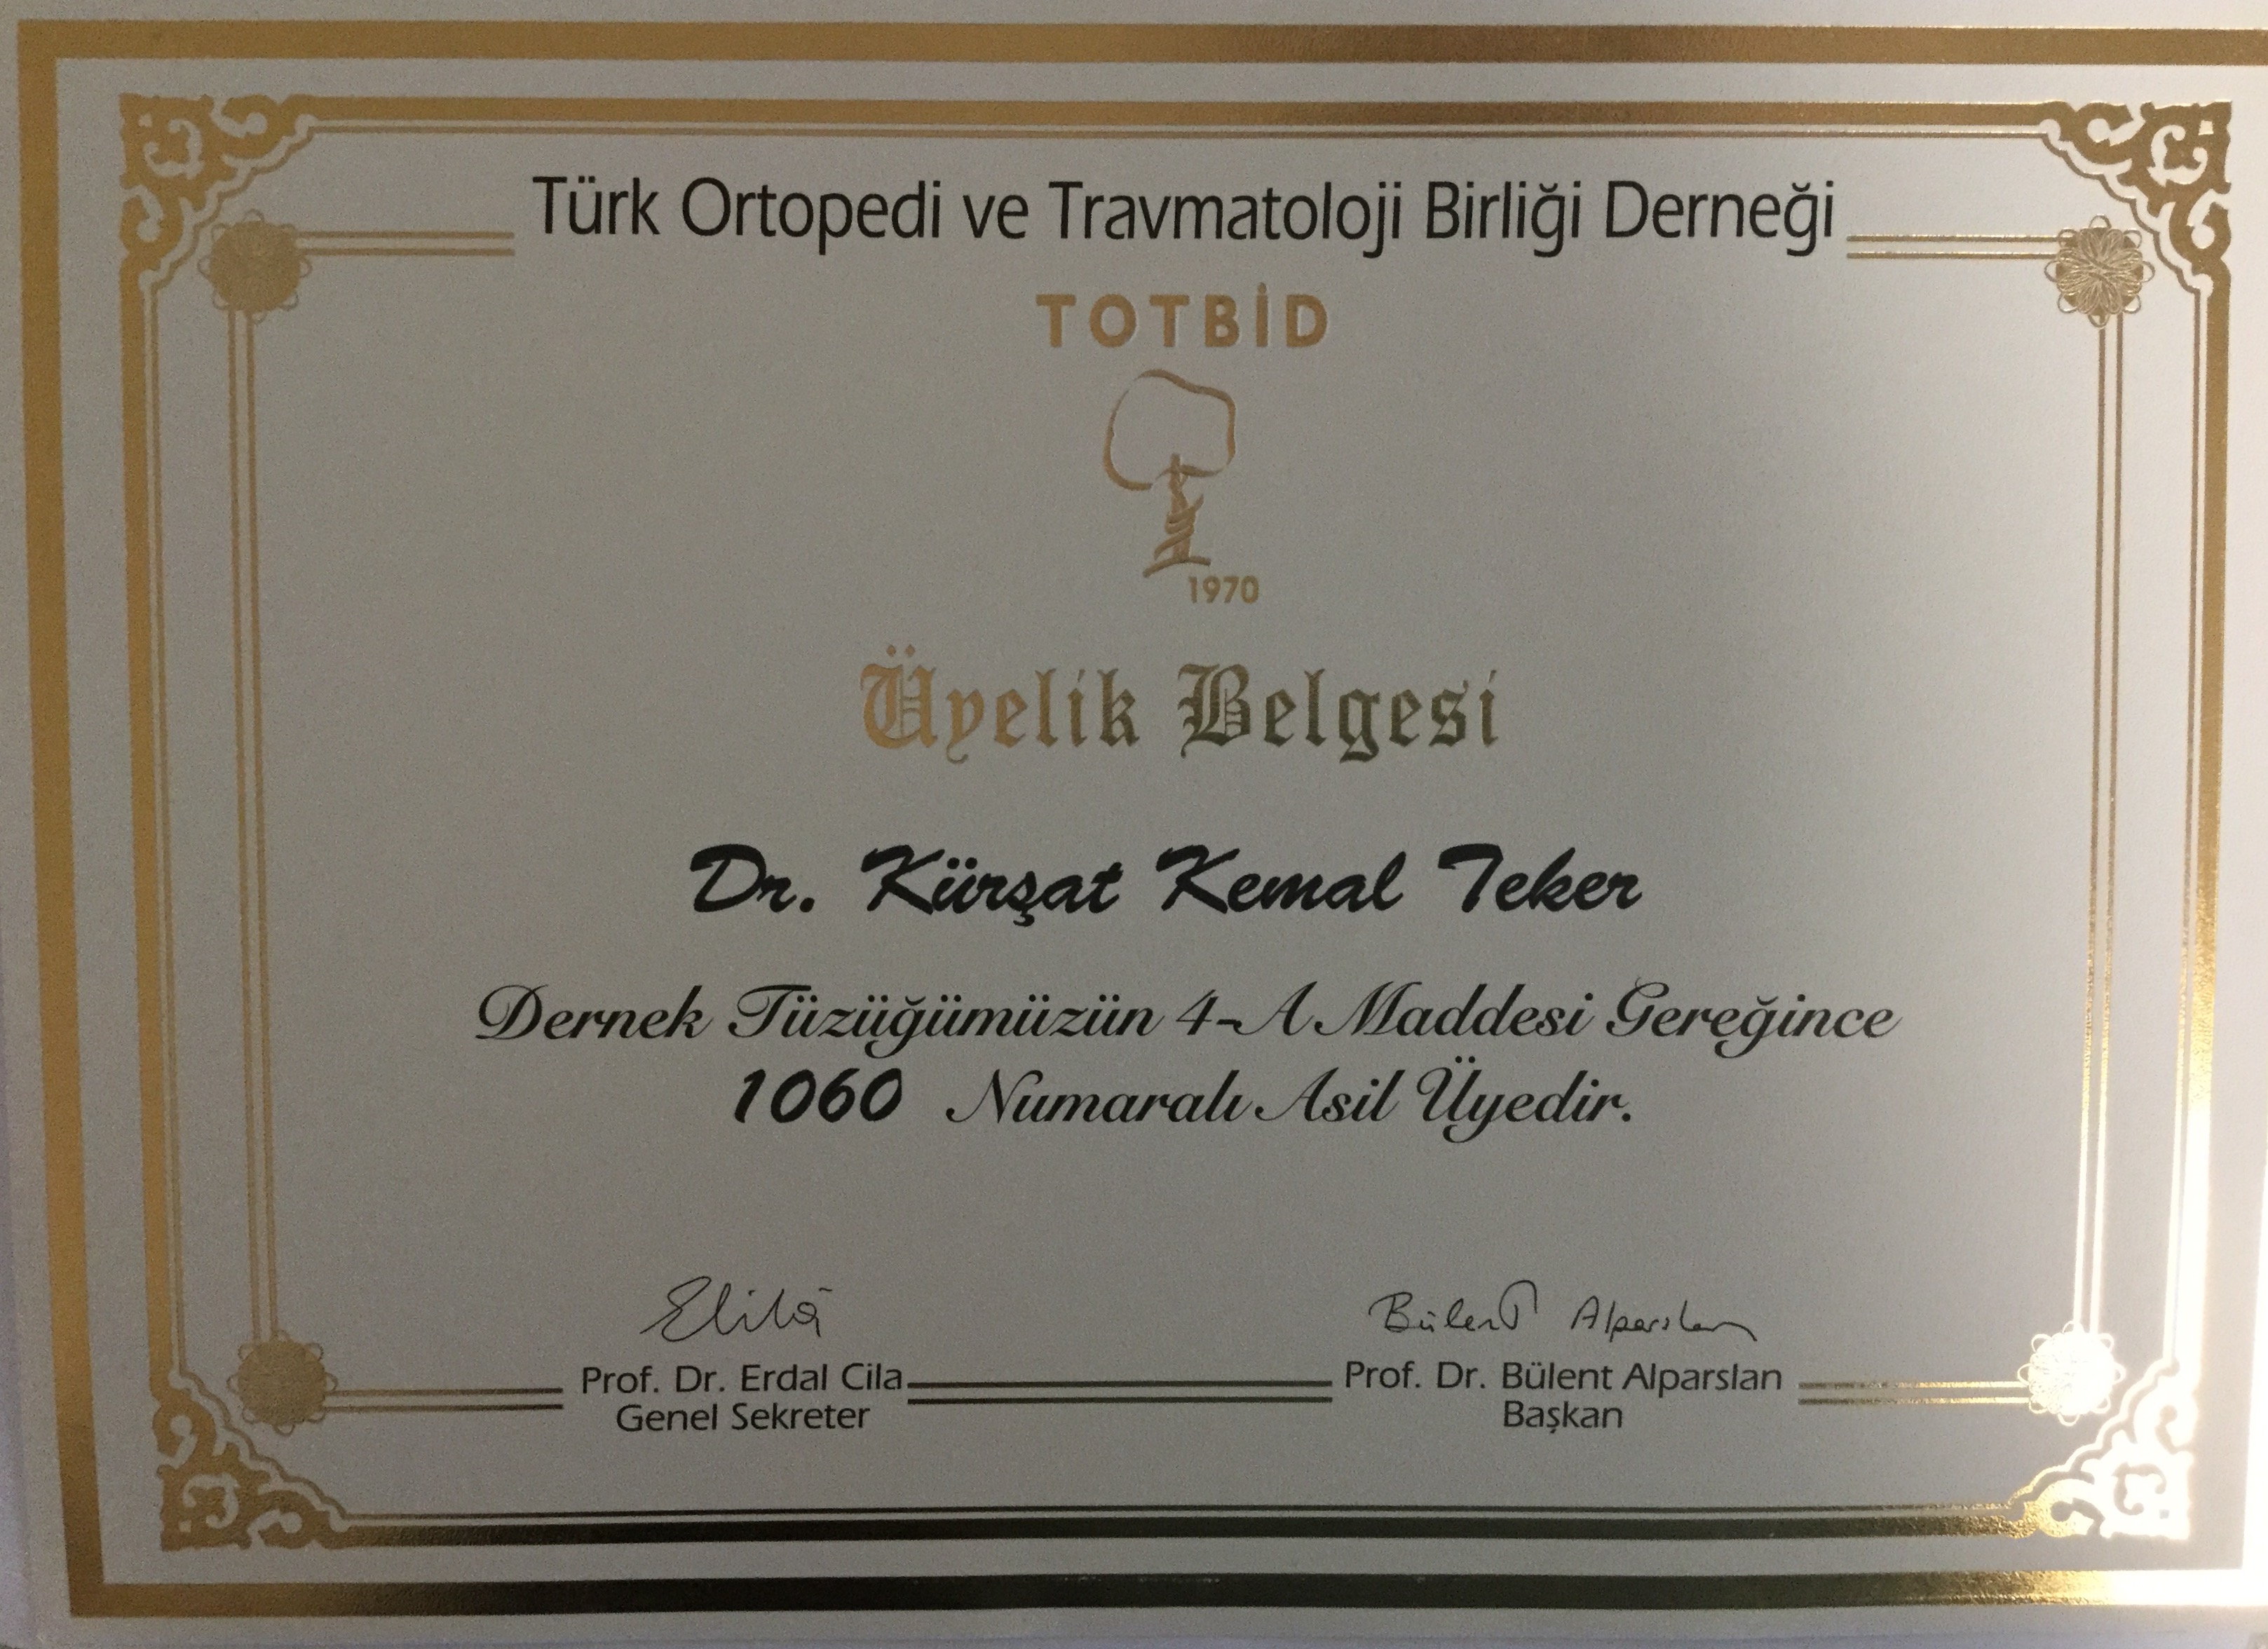 Türk Ortopedi ve Travmatoloji Birliği Derneği
TOTBİD
1970
Üyelik Belgesi
Dr. Kürşat Kemal Teker
Dernek Tüzüğümüzün 4-A Maddesi Gereğince
1060 Numaralı Asil Üyedir.
Bülent Alparslan
Prof. Dr. Erdal Cila
Prof. Dr. Bülent Alparslan
Genel Sekreter
Başkan